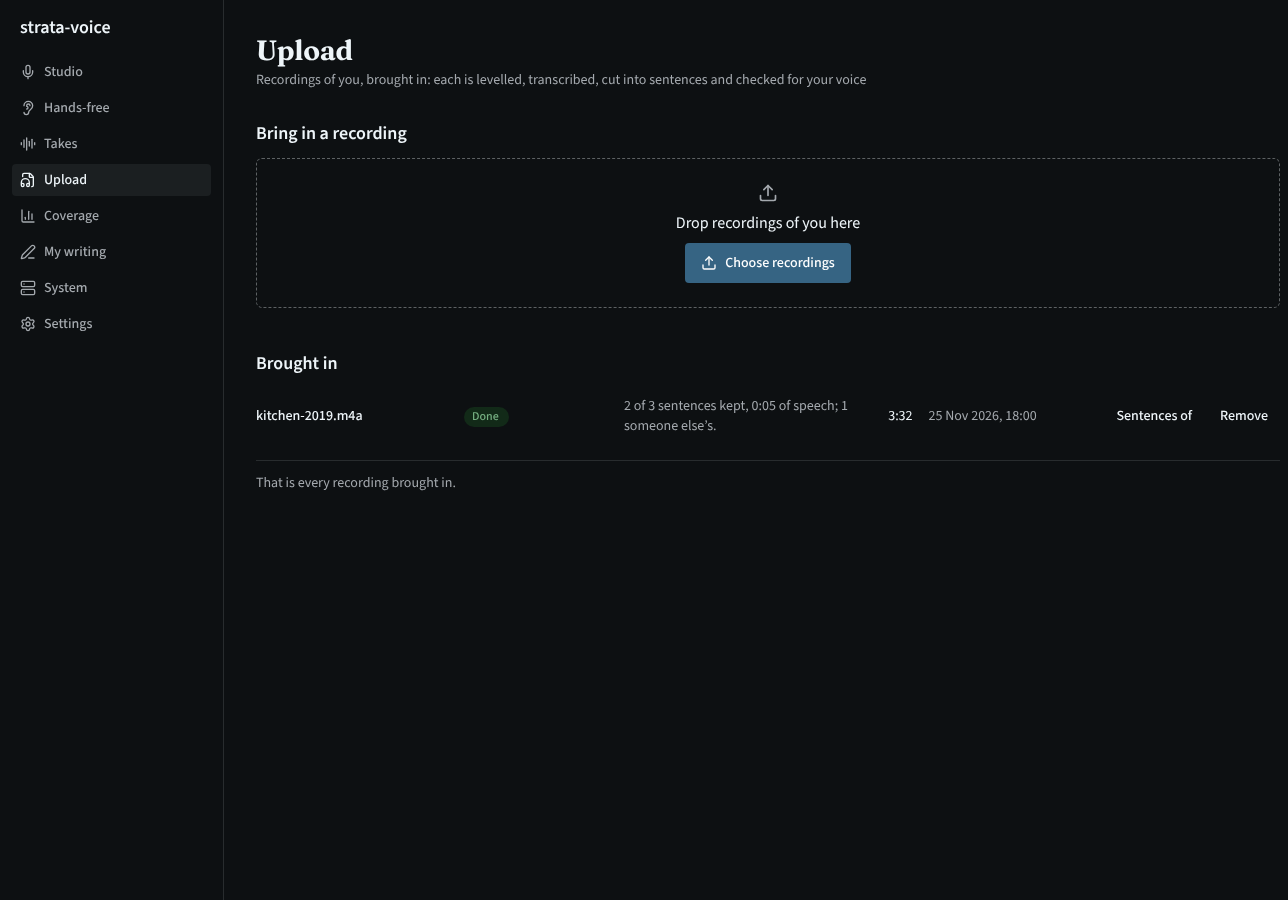 strata-voice
Studio
Hands-free
Takes
Upload
Coverage
My writing
System
Settings
Upload
Recordings of you, brought in: each is levelled, transcribed, cut into sentences and checked for your voice
Bring in a recording
Drop recordings of you here
Choose recordings
Brought in
kitchen-2019.m4a
Done
2 of 3 sentences kept, 0:05 of speech; 1
someone else's.
3:32
25 Nov 2026, 18:00
Sentences of
Remove
That is every recording brought in.